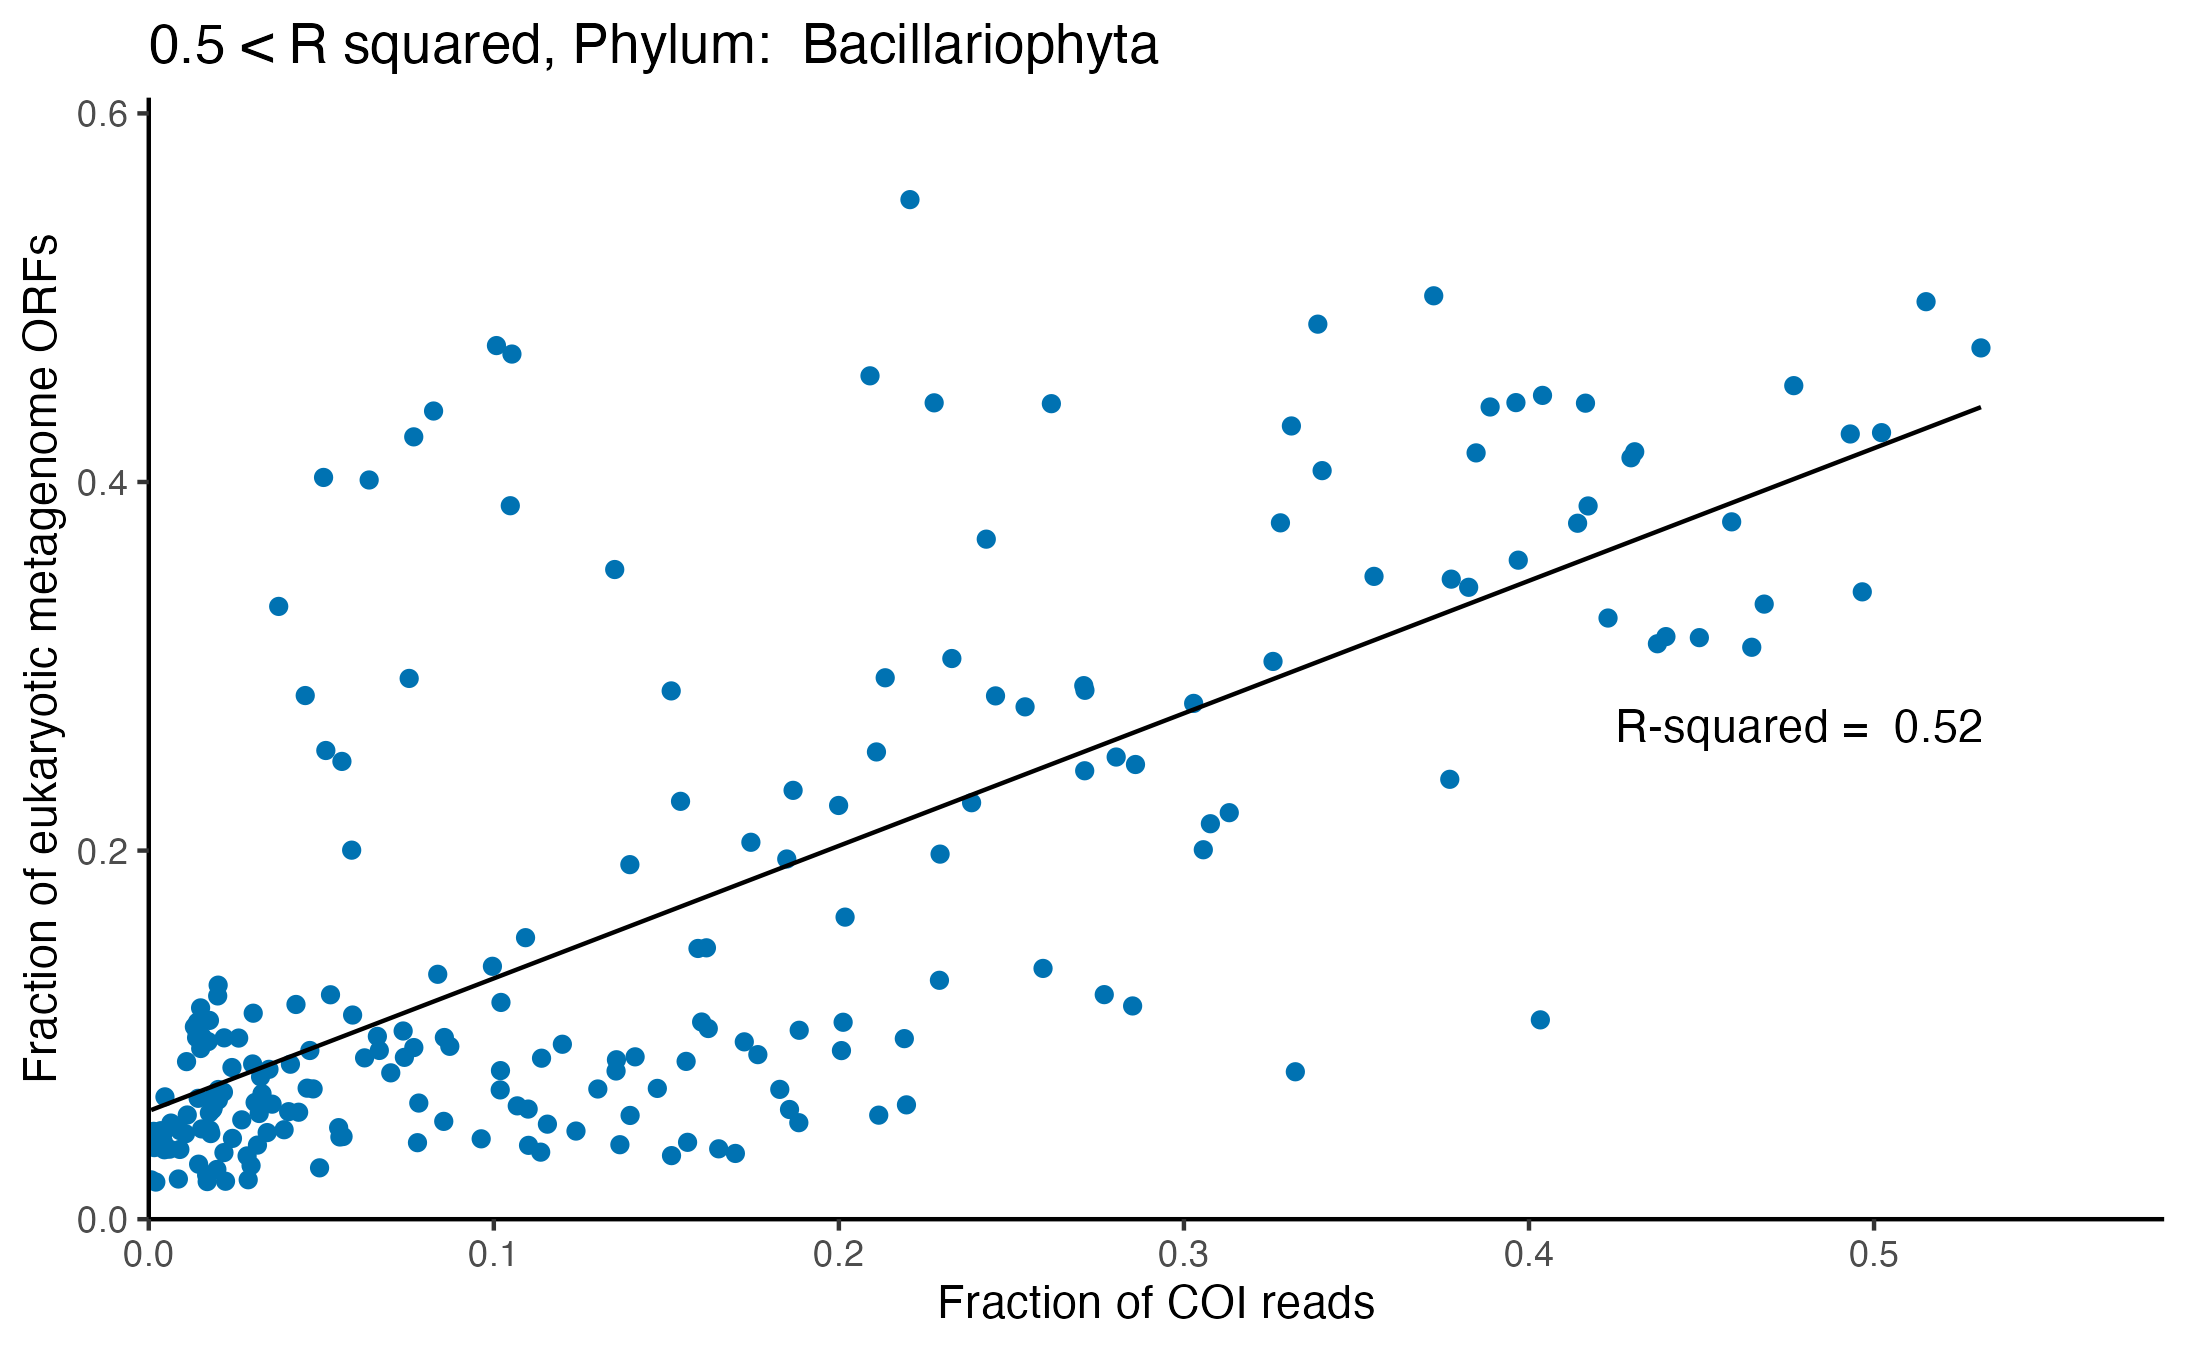 0.5 < R squared, Phylum:  Bacillariophyta
Fraction of eukaryotic metagenome ORFs
0.6
0.4
0.2
0.0
R-squared =  0.52
0.0 0.1 0.2 0.3 0.4 0.5
Fraction of COI reads